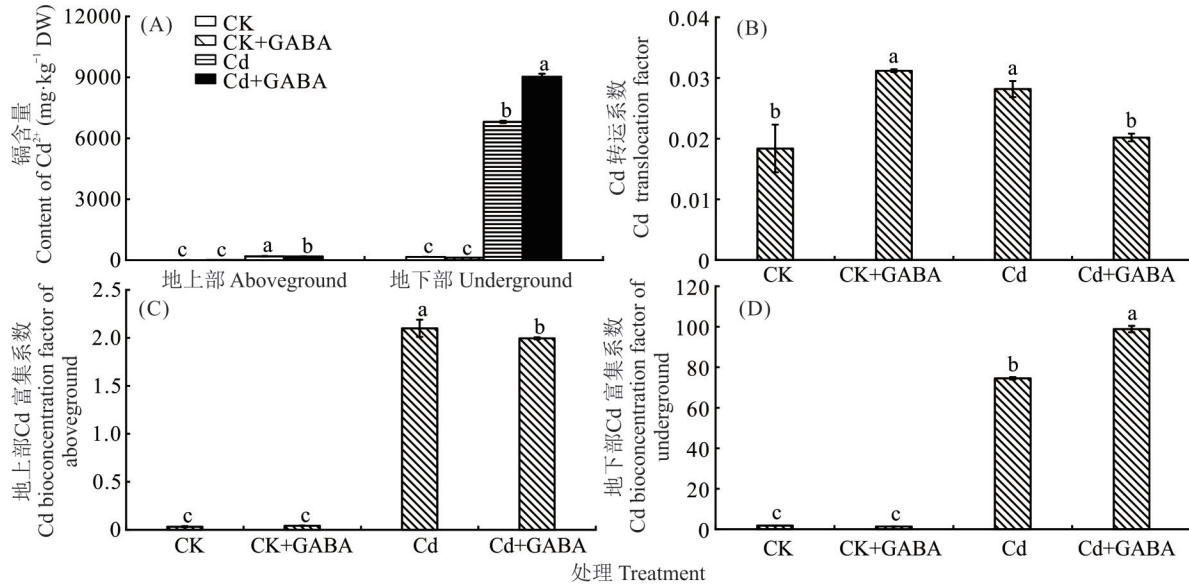 (A)
镉含量
Content of Cd²⁺ (mg·kg⁻¹ DW)
12000
9000
6000
3000
0
CK
CK+GABA
Cd
Cd+GABA
c c a b
c c b a
地上部 Aboveground
地下部 Underground
(B)
Cd 转运系数
Cd translocation factor
0.04
0.03
0.02
0.01
0.00
b a a b
CK CK+GABA Cd Cd+GABA
(C)
地上部Cd 富集系数
Cd bioconcentration factor of
aboveground
2.5
2.0
1.5
1.0
0.5
0
c c a b
CK CK+GABA Cd Cd+GABA
(D)
地下部Cd 富集系数
Cd bioconcentration factor of
underground
120
100
80
60
40
20
0
c c b a
CK CK+GABA Cd Cd+GABA
处理 Treatment